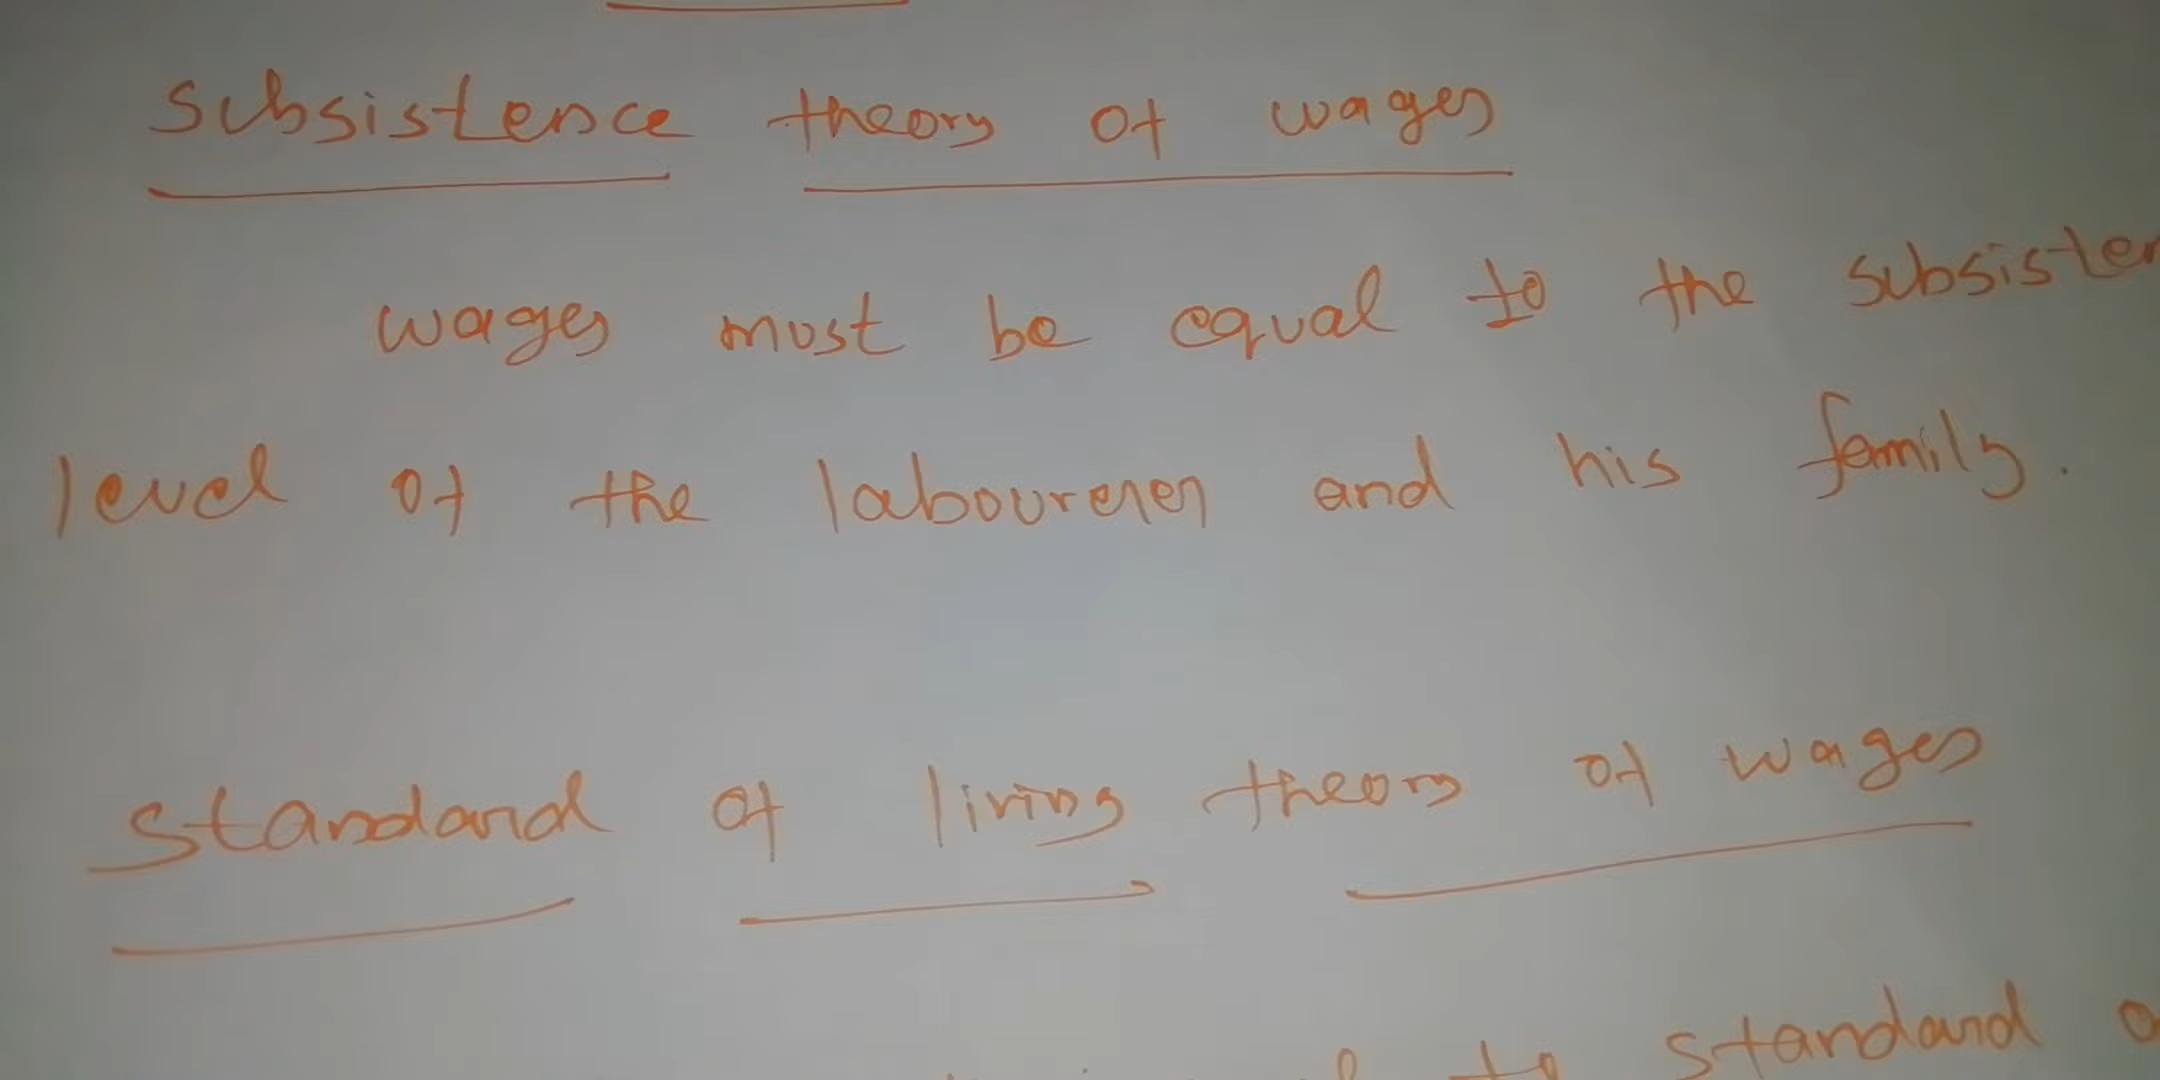 Subsistence theory of wages
wages must be equal to the subsisten
level of the labourerer and his family.
Standard of living theory of wages
to standard o